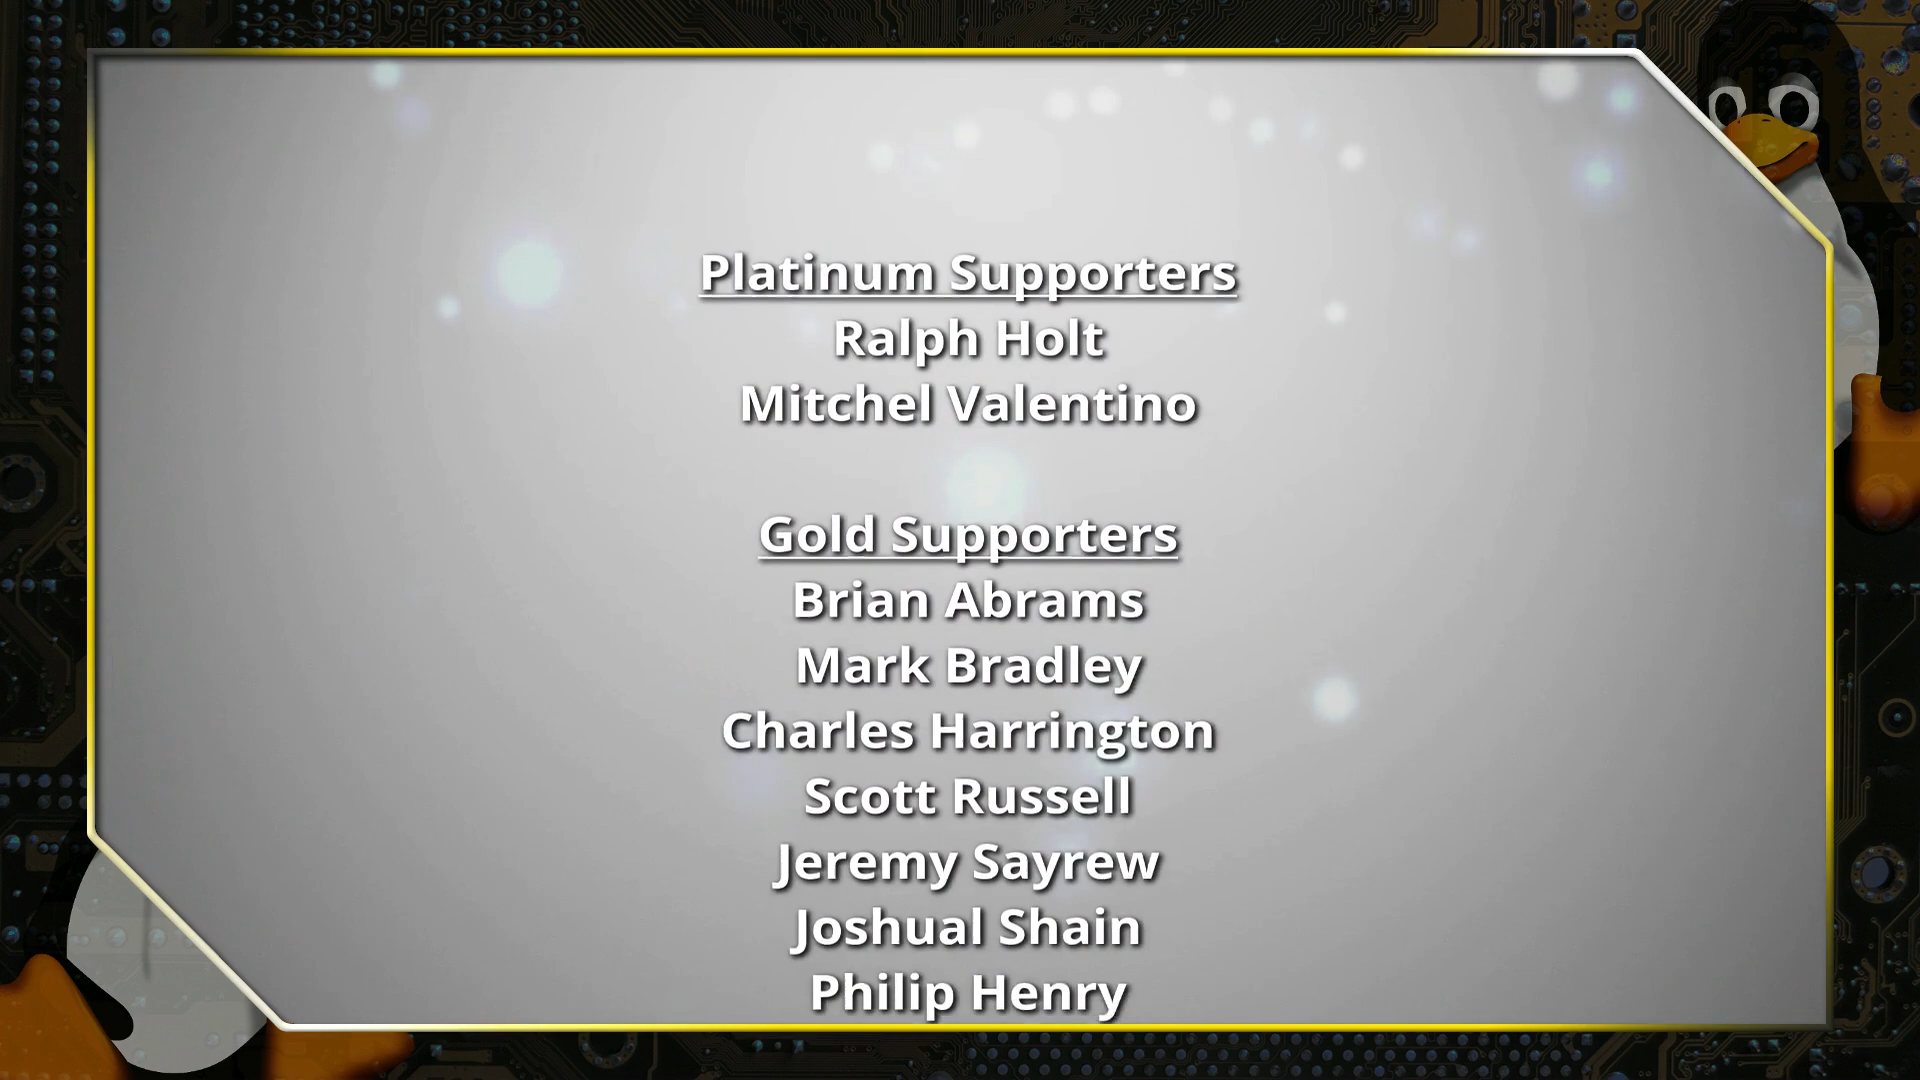 Platinum Supporters
Ralph Holt
Mitchel Valentino
Gold Supporters
Brian Abrams
Mark Bradley
Charles Harrington
Scott Russell
Jeremy Sayrew
Joshual Shain
Philip Henry